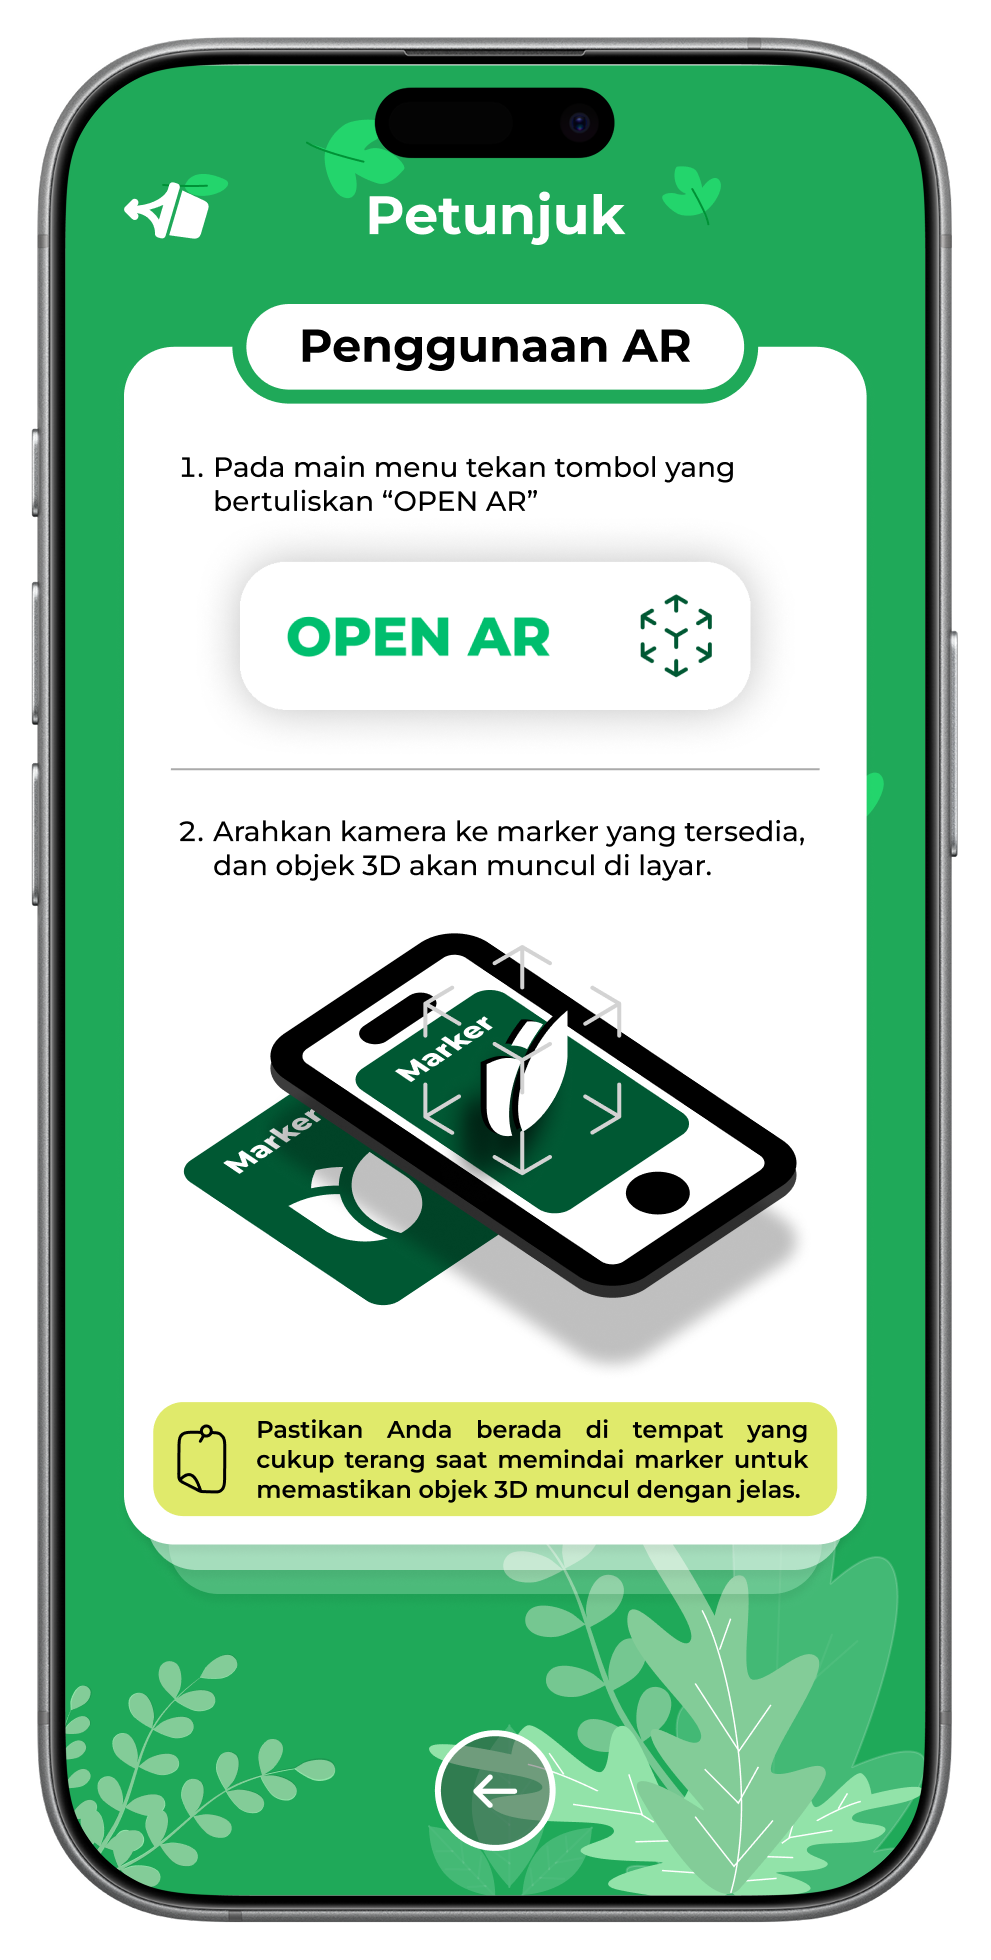 Petunjuk
Penggunaan AR
1. Pada main menu tekan tombol yang
bertuliskan “OPEN AR”
OPEN AR
2. Arahkan kamera ke marker yang tersedia,
dan objek 3D akan muncul di layar.
Marker
Marker
Pastikan Anda berada di tempat yang
cukup terang saat memindai marker untuk
memastikan objek 3D muncul dengan jelas.